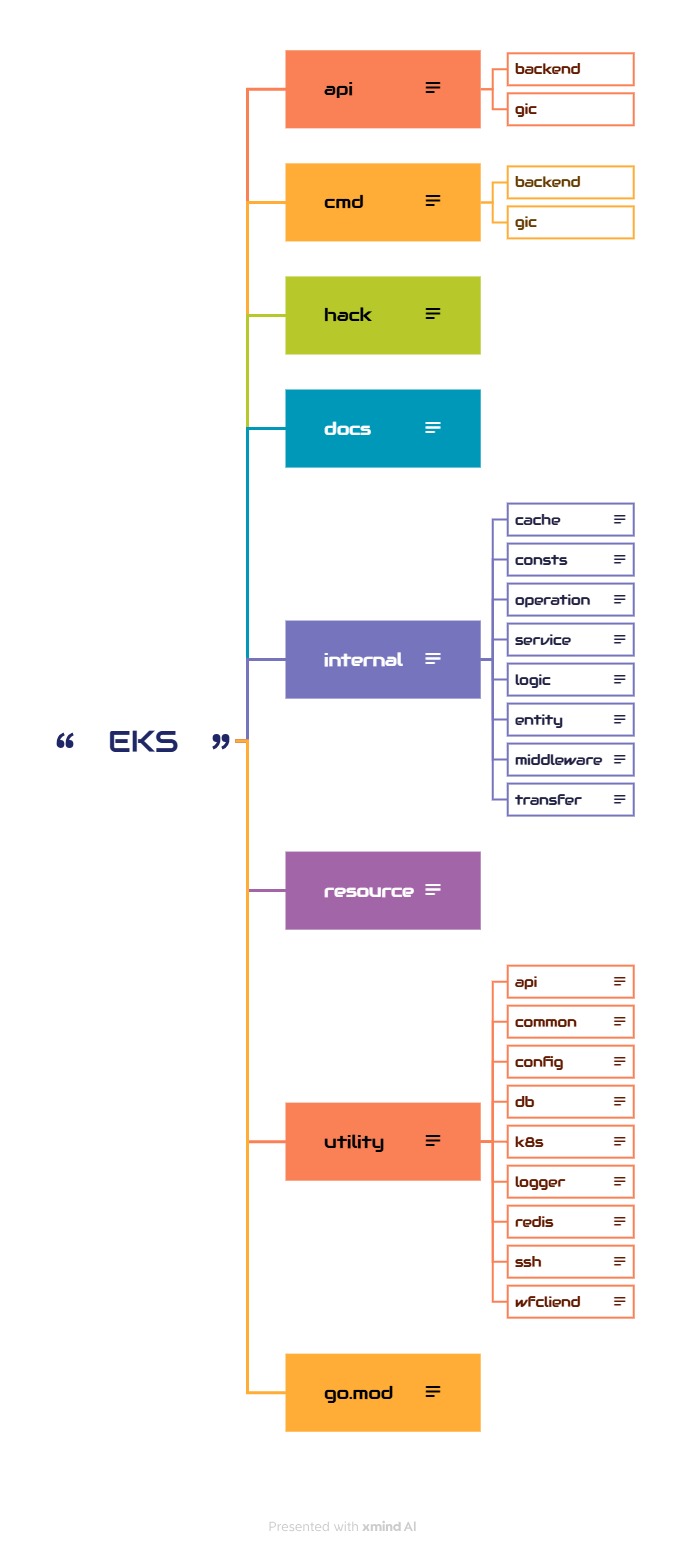 api
backend
gic
cmd
backend
gic
hack
docs
internal
cache
consts
operation
service
logic
entity
middleware
transfer
“ EKS ”
resource
utility
api
common
config
db
k8s
logger
redis
ssh
wfcliend
go.mod
Presented with xmind AI